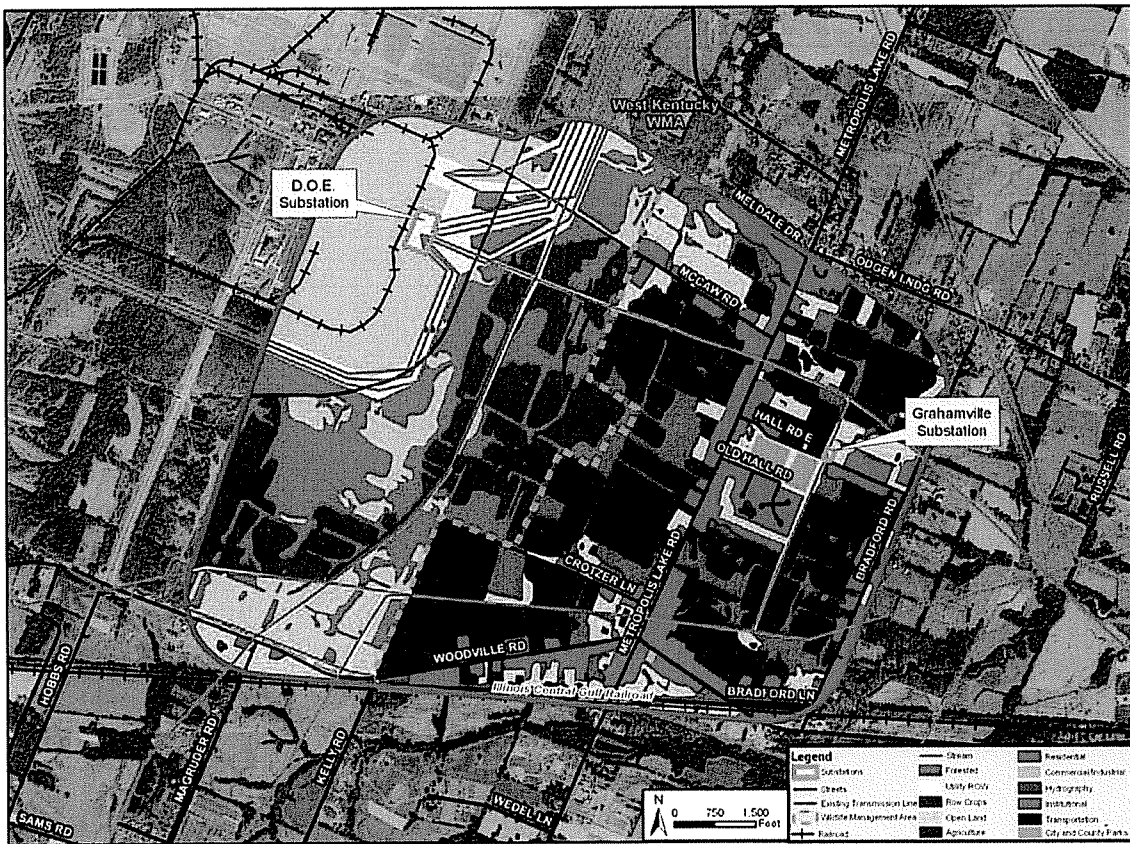 West Kentucky
WMA
METROPOLIS LAKE RD
D.O.E.
Substation
MELDALE DR
OGDEN LNDG RD
MCCAW RD
HALL RD E
Grahamville
Substation
OLD HALL RD
RUSSELL RD
BRADFORD RD
CROTZER LN
METROPOLIS LAKE RD
WOODVILLE RD
BRADFORD LN
Illinois Central Gulf Railroad
HOBBS RD
MAGRUDER RD
KELLY RD
WEDEL LN
SAMS RD
N
0 750 1,500
Feet
Legend
Substations
Streets
Existing Transmission Line
Wildlife Management Area
Railroad
Stream
Forested
Utility ROW
Row Crops
Open Land
Agriculture
Residential
Commercial/Industrial
Hydrography
Institutional
Transportation
City and County Parks